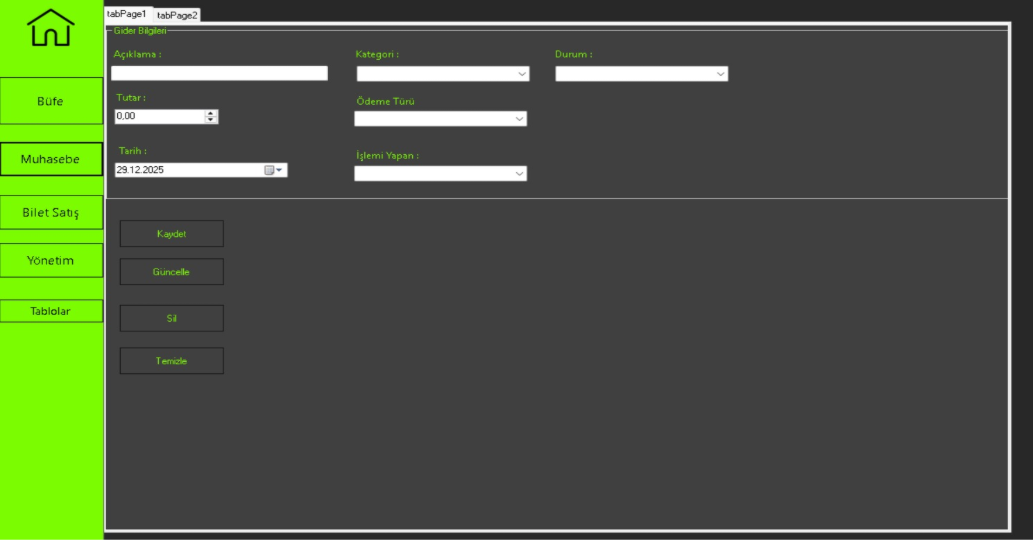 tabPage1 tabPage2
Gider Bilgileri
Açıklama : Kategori : Durum :
Tutar : Ödeme Türü
0,00
Tarih : İşlemi Yapan :
29.12.2025
Büfe
Muhasebe
Bilet Satış
Yönetim
Tablolar
Kaydet
Güncelle
Sil
Temizle